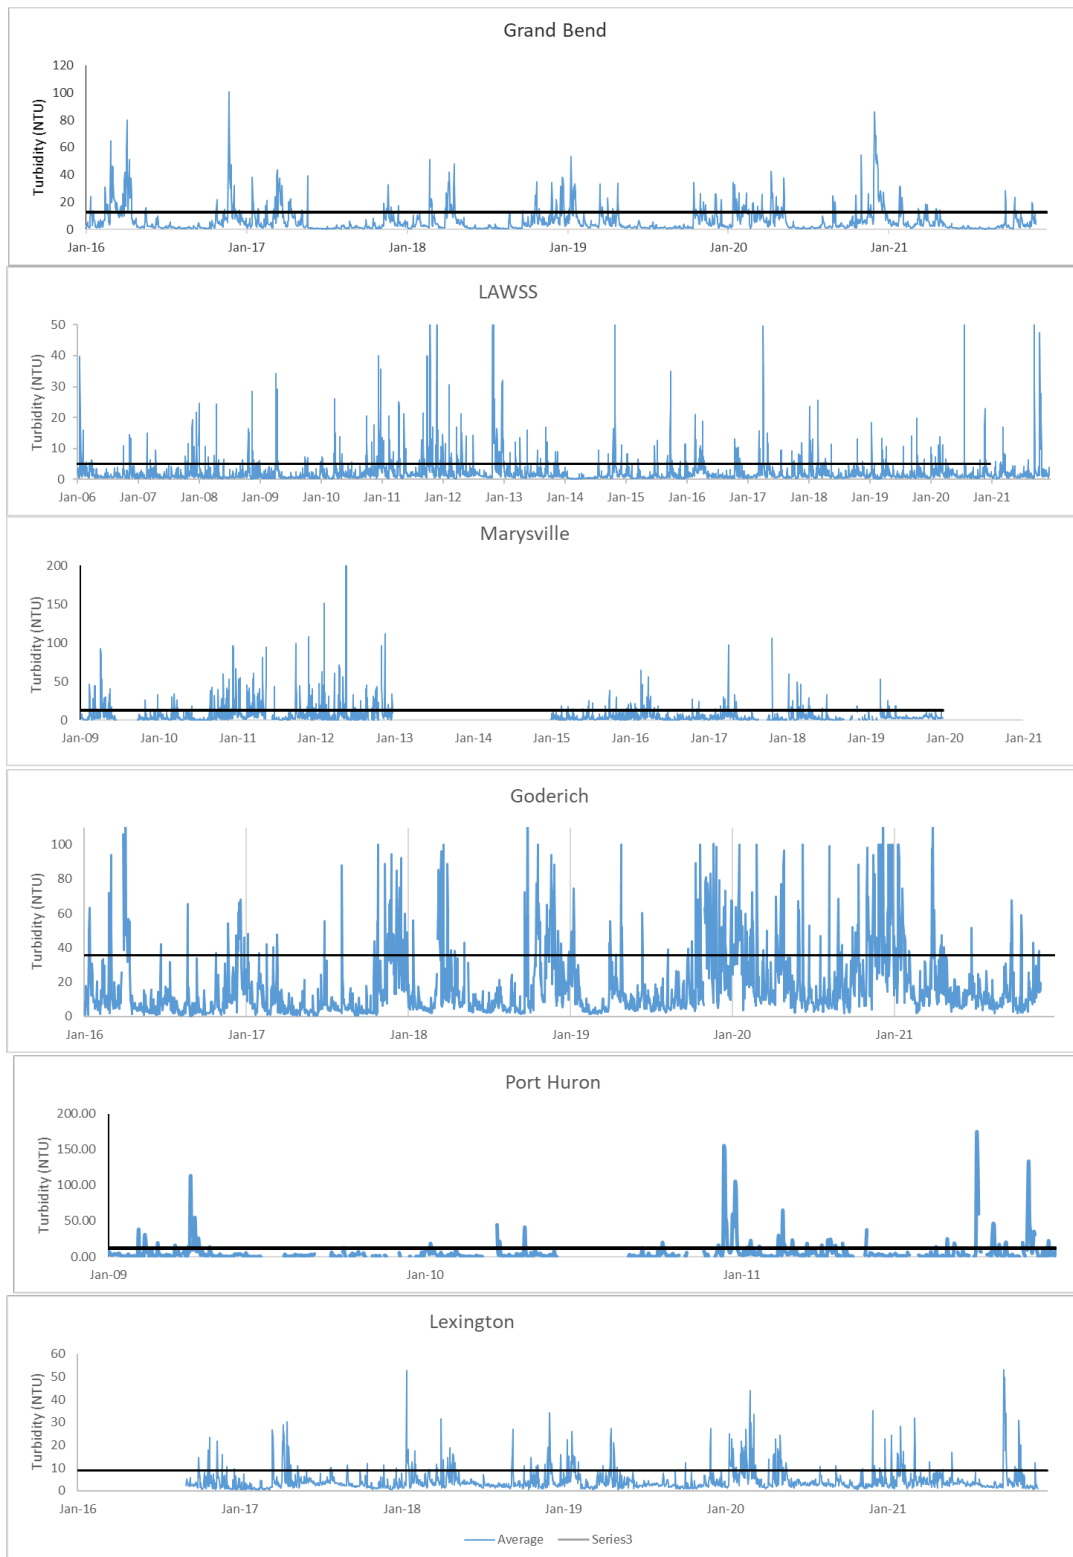 Grand Bend
Turbidity (NTU)
120
100
80
60
40
20
0
Jan-16 Jan-17 Jan-18 Jan-19 Jan-20 Jan-21
LAWSS
Turbidity (NTU)
50
40
30
20
10
0
Jan-06 Jan-07 Jan-08 Jan-09 Jan-10 Jan-11 Jan-12 Jan-13 Jan-14 Jan-15 Jan-16 Jan-17 Jan-18 Jan-19 Jan-20 Jan-21
Marysville
Turbidity (NTU)
200
150
100
50
0
Jan-09 Jan-10 Jan-11 Jan-12 Jan-13 Jan-14 Jan-15 Jan-16 Jan-17 Jan-18 Jan-19 Jan-20 Jan-21
Goderich
Turbidity (NTU)
100
80
60
40
20
0
Jan-16 Jan-17 Jan-18 Jan-19 Jan-20 Jan-21
Port Huron
Turbidity (NTU)
200.00
150.00
100.00
50.00
0.00
Jan-09 Jan-10 Jan-11
Lexington
Turbidity (NTU)
60
50
40
30
20
10
0
Jan-16 Jan-17 Jan-18 Jan-19 Jan-20 Jan-21
Average Series3